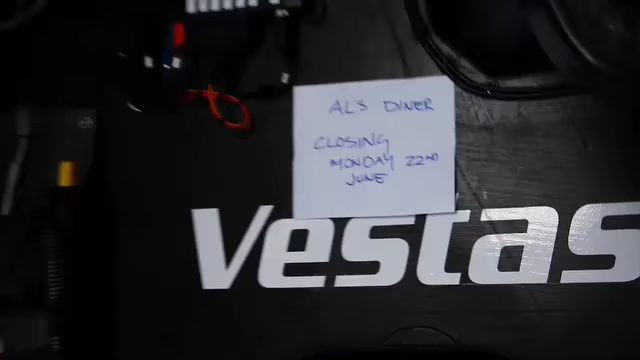 AL'S DINER
CLOSING
MONDAY 22ND
JUNE
Vestas